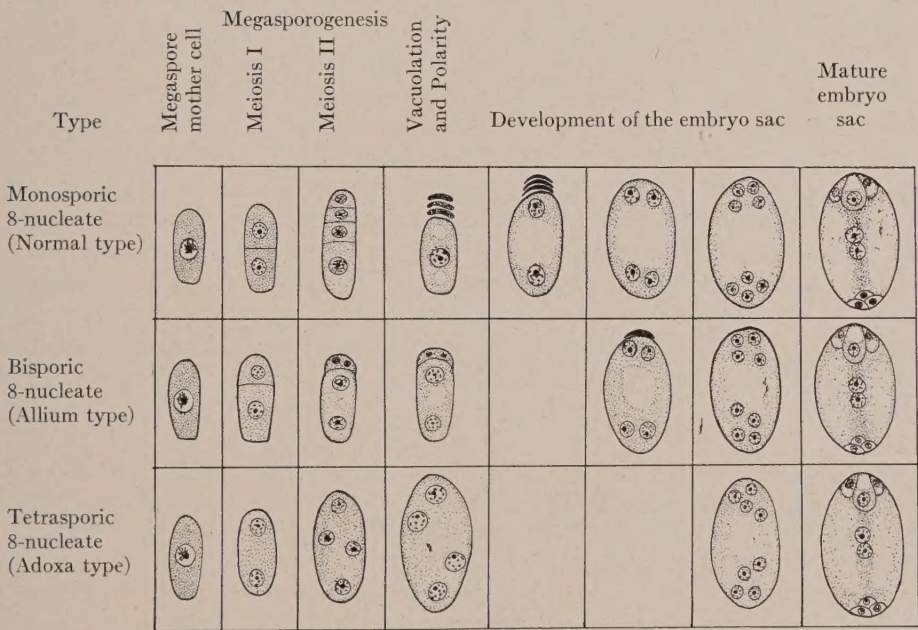 Megasporogenesis
Type
Megaspore
mother cell
Meiosis I
Meiosis II
Vacuolation
and Polarity
Development of the embryo sac
Mature
embryo
sac
Monosporic
8-nucleate
(Normal type)
Bisporic
8-nucleate
(Allium type)
Tetrasporic
8-nucleate
(Adoxa type)